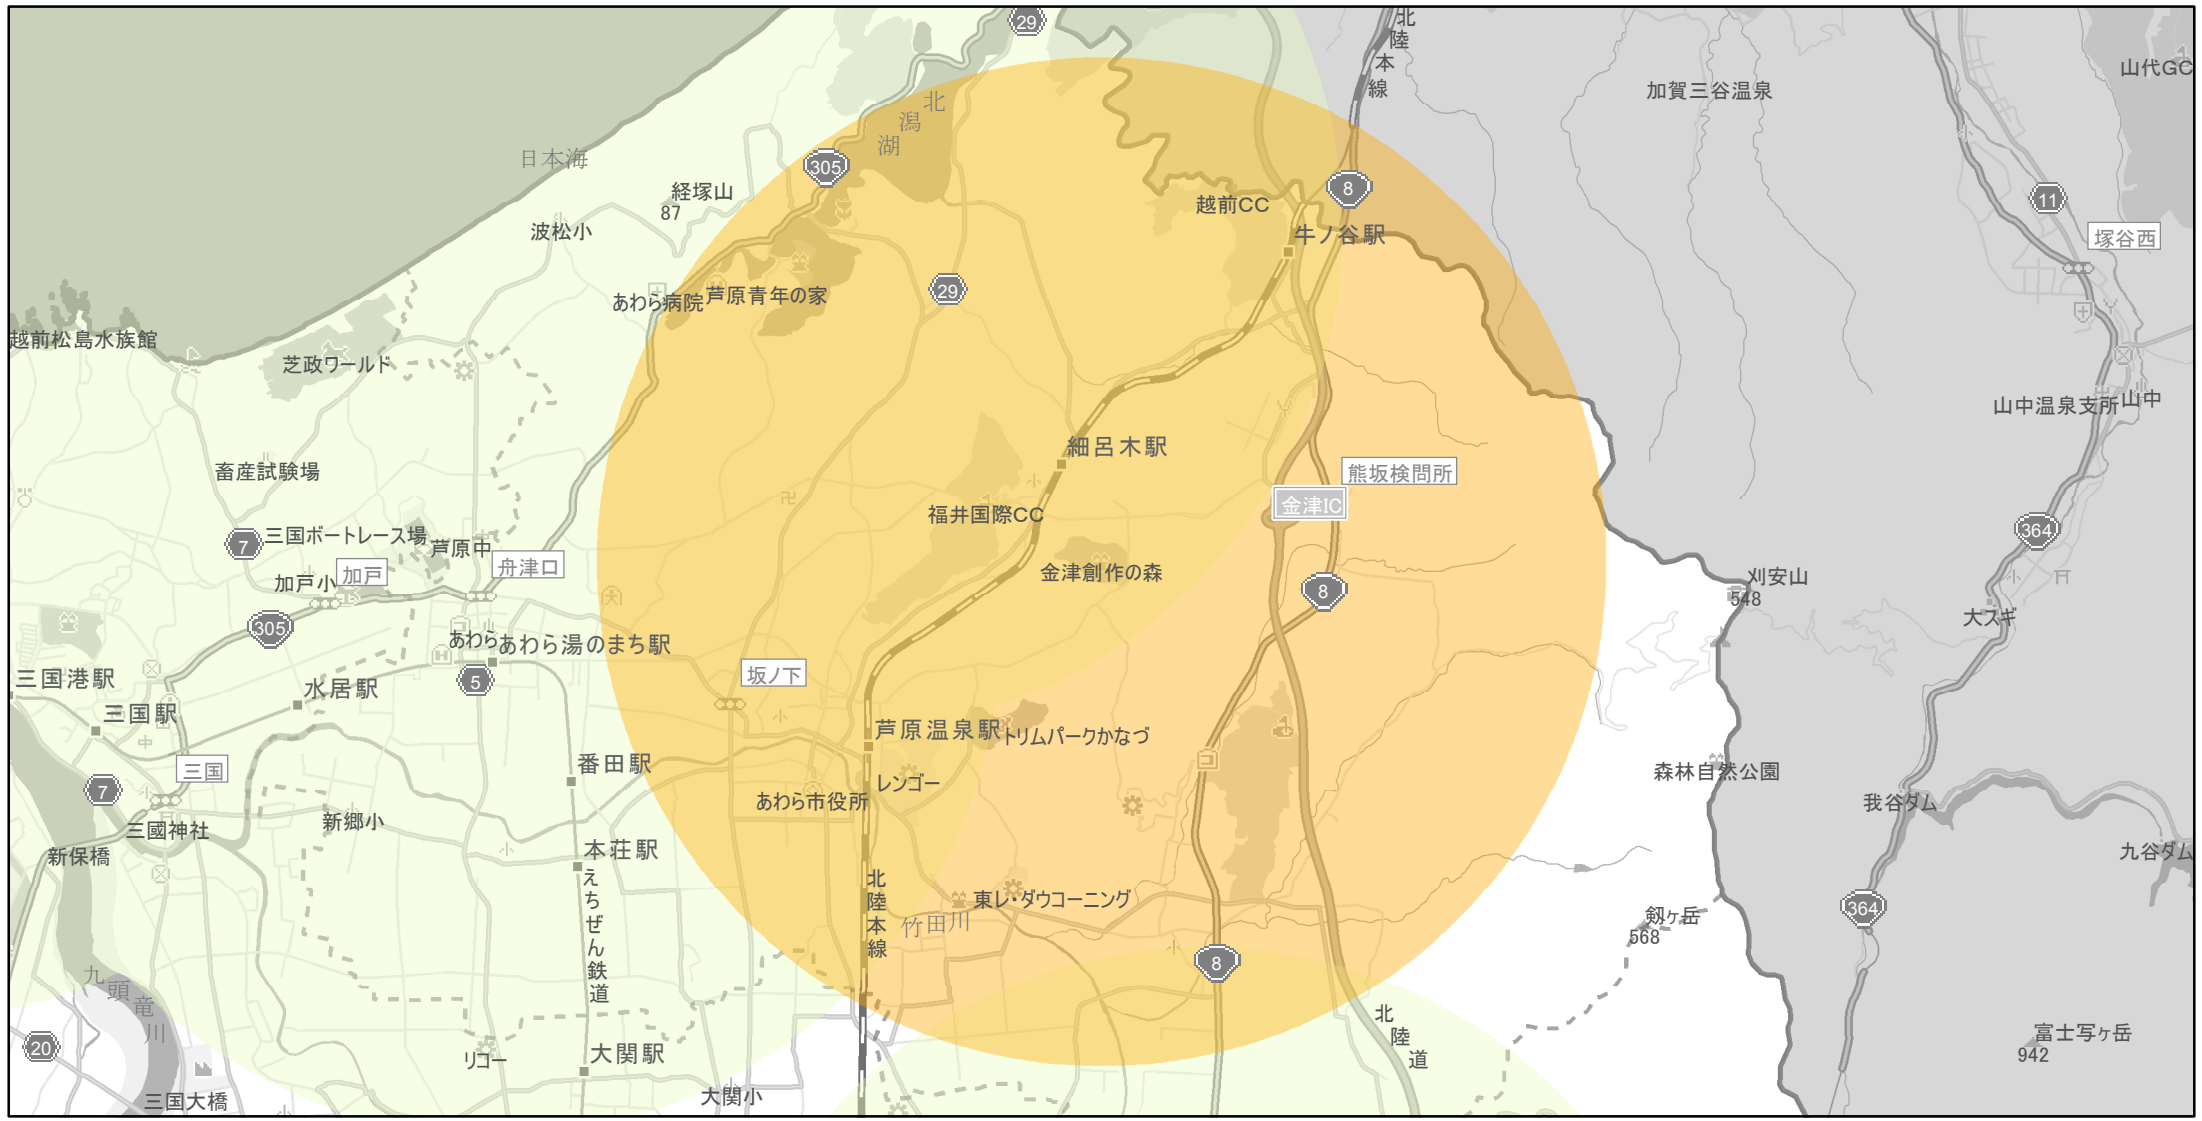 29
北陸本線
山代GC
加賀三谷温泉
北潟湖
日本海
305
経塚山
87
8
11
越前CC
波松小
牛ノ谷駅
塚谷西
29
あわら病院
芦原青年の家
越前松島水族館
芝政ワールド
山中温泉支所
山中
細呂木駅
畜産試験場
熊坂検問所
金津IC
福井国際CC
364
7
三国ボートレース場
芦原中
舟津口
加戸
加戸小
金津創作の森
刈安山
548
8
大スギ
305
あわら
あわら湯のまち駅
坂ノ下
三国港駅
5
水居駅
三国駅
芦原温泉駅
トリムパークかなづ
番田駅
三国
森林自然公園
レンゴー
7
あわら市役所
我谷ダム
三國神社
新郷小
新保橋
本荘駅
九谷ダム
えちぜん鉄道
北陸本線
東レ・ダウコーニング
竹田川
364
剱ヶ岳
568
8
九頭竜川
北陸道
富士写ヶ岳
942
20
リコー
大関駅
大関小
三国大橋